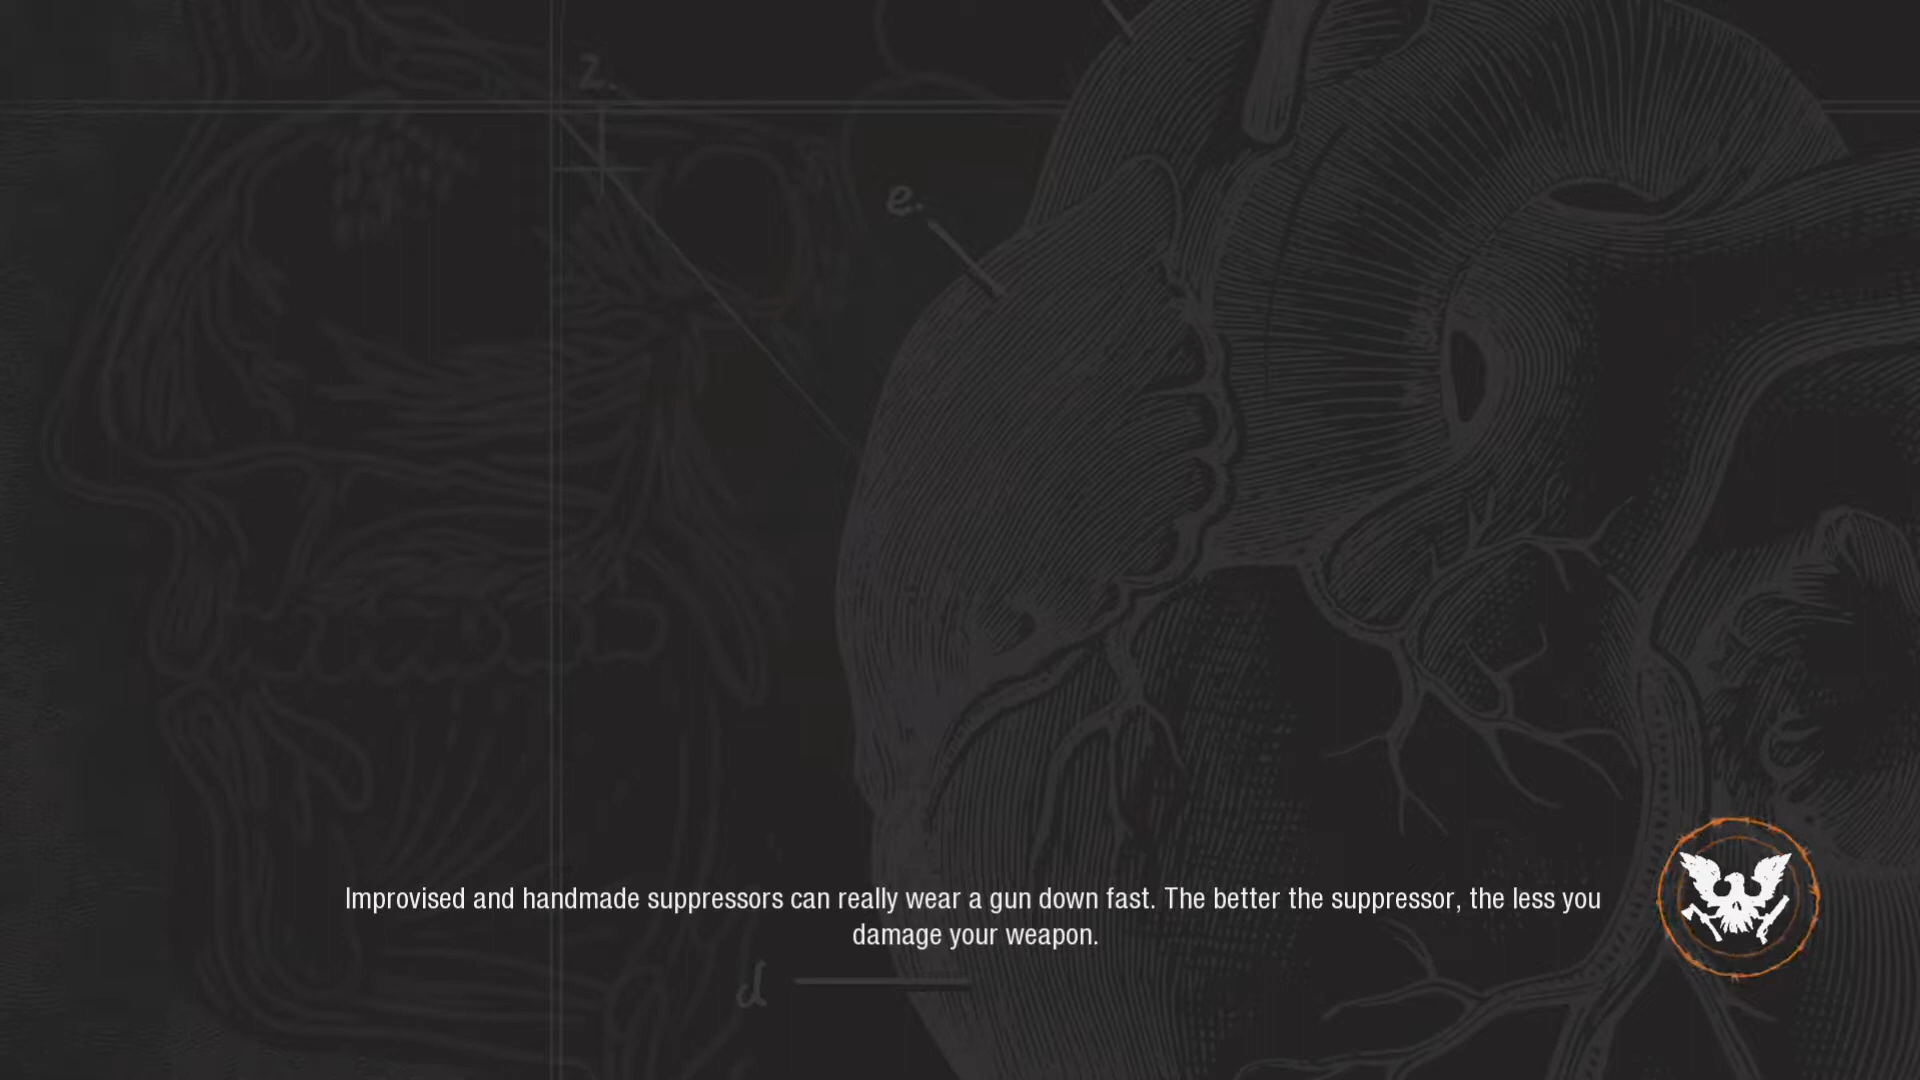 2.
e.
Improvised and handmade suppressors can really wear a gun down fast. The better the suppressor, the less you
damage your weapon.
d